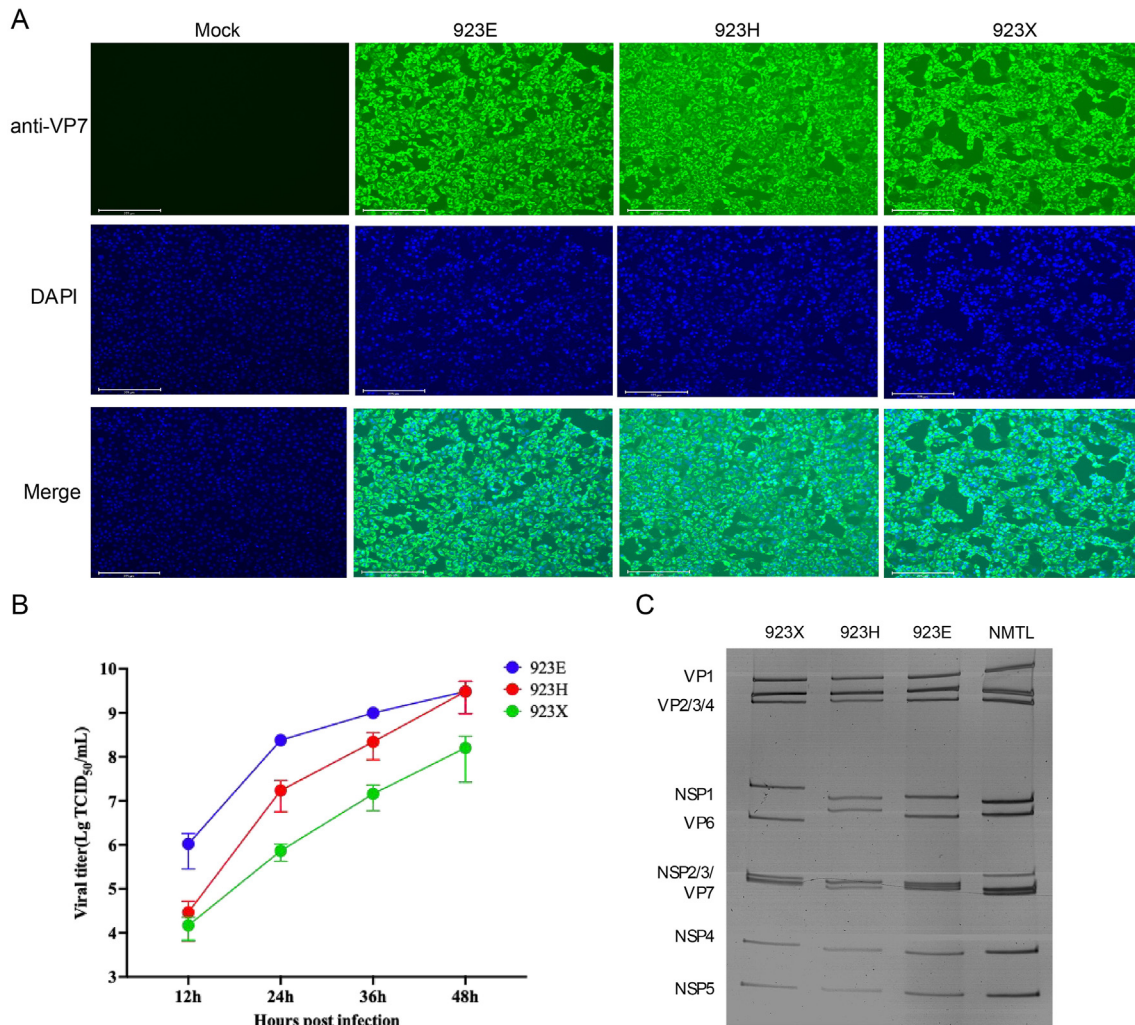 A
Mock
923E
923H
923X
anti-VP7
DAPI
Merge
B
Viral titer(Lg TCID50/mL)
10
9
8
7
6
5
4
3
12h
24h
36h
48h
Hours post infection
923E
923H
923X
C
923X
923H
923E
NMTL
VP1
VP2/3/4
NSP1
VP6
NSP2/3/
VP7
NSP4
NSP5